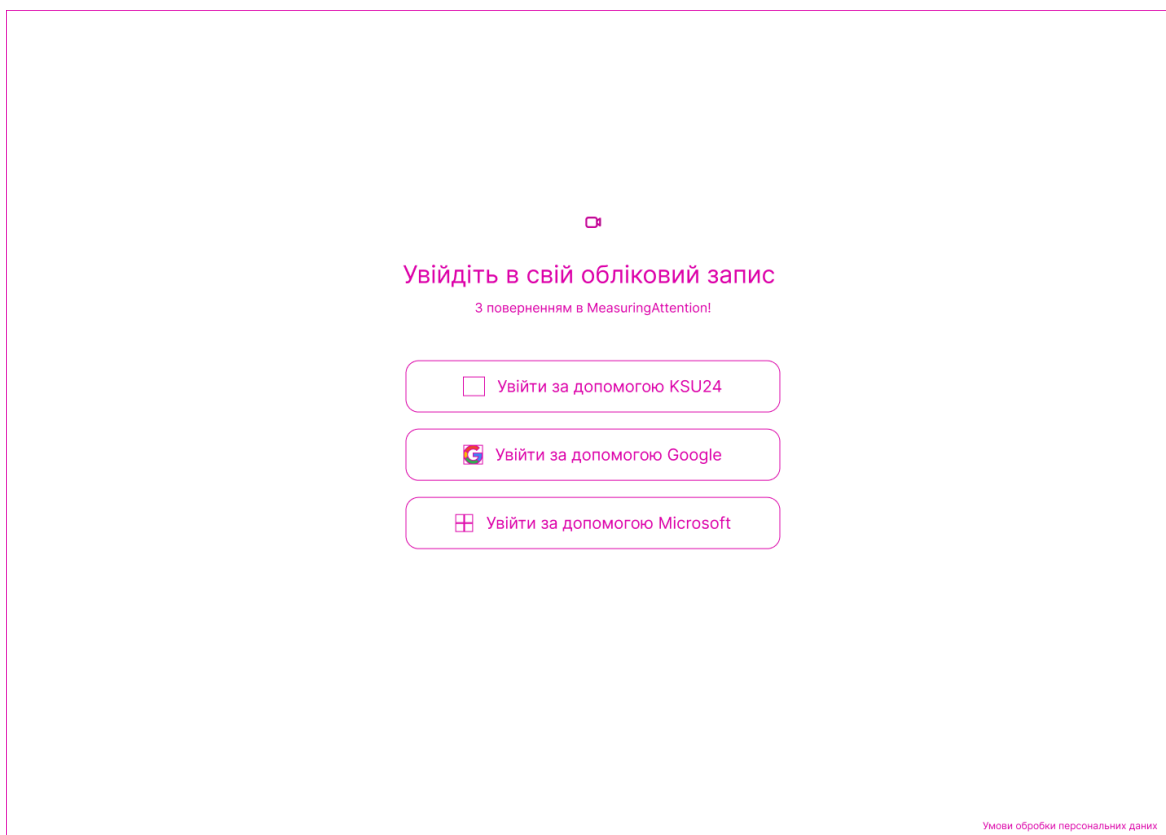 Увійдіть в свій обліковий запис
З поверненням в MeasuringAttention!
Увійти за допомогою KSU24
Увійти за допомогою Google
Увійти за допомогою Microsoft
Умови обробки персональних даних